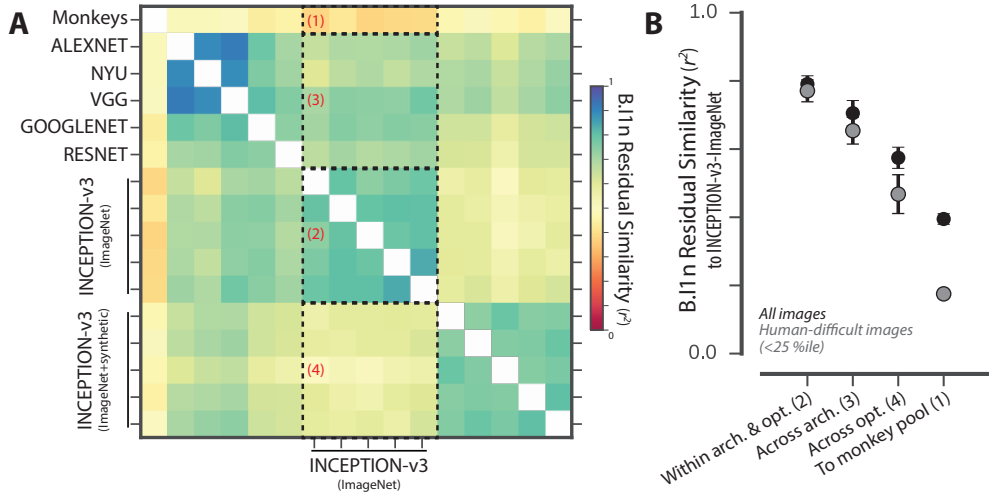 A
Monkeys
ALEXNET
NYU
VGG
GOOGLENET
RESNET
INCEPTION-v3
(ImageNet)
INCEPTION-v3
(ImageNet+synthetic)
(1)
(3)
(2)
(4)
INCEPTION-v3
(ImageNet)
1
B.I1n Residual Similarity (r²)
0
B
B.I1n Residual Similarity (r²)
to INCEPTION-v3-ImageNet
1.0
0.0
All images
Human-difficult images
(<25 %ile)
Within arch. & opt. (2)
Across arch. (3)
Across opt. (4)
To monkey pool (1)